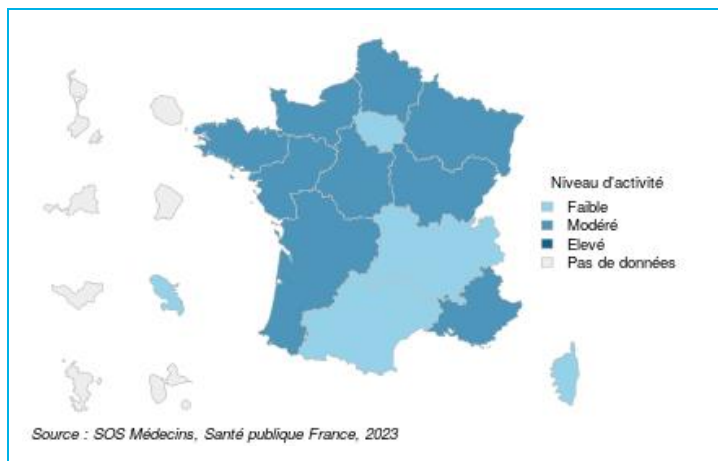 Niveau d'activité
Faible
Modéré
Elevé
Pas de données
Source : SOS Médecins, Santé publique France, 2023